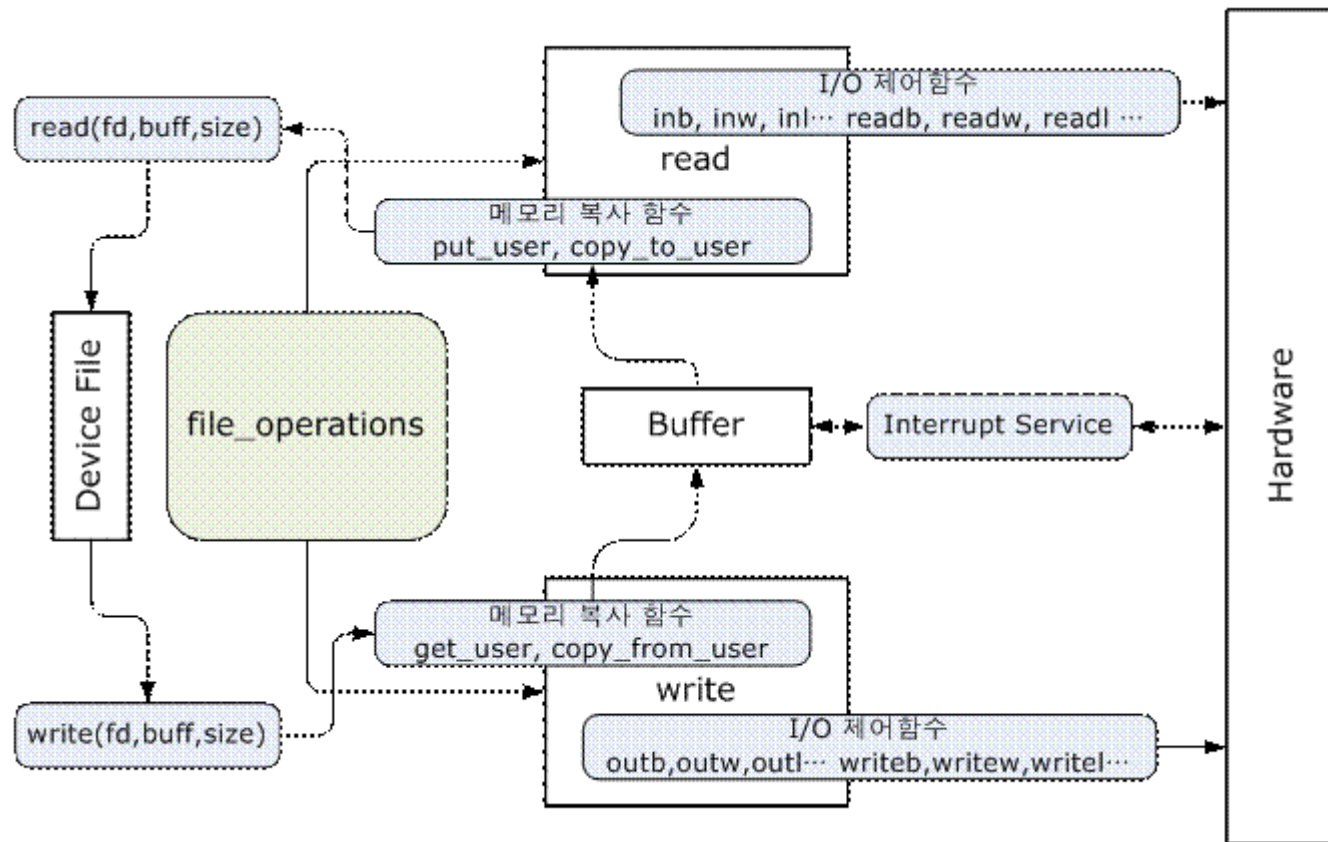 I/O 제어함수
inb, inw, inl··· readb, readw, readl ···
read(fd,buff,size)
read
메모리 복사 함수
put_user, copy_to_user
Device File
file_operations
Buffer
Interrupt Service
Hardware
메모리 복사 함수
get_user, copy_from_user
write
write(fd,buff,size)
I/O 제어함수
outb,outw,outl··· writeb,writew,writel···